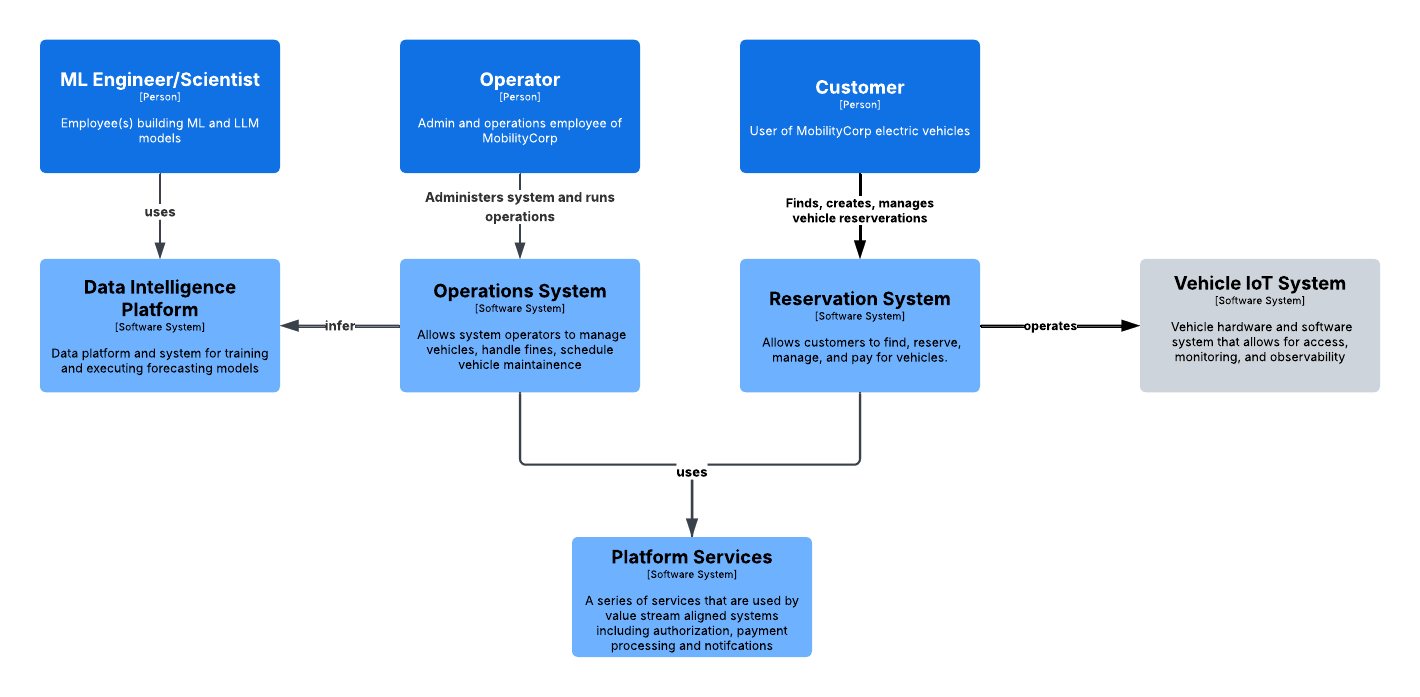 ML Engineer/Scientist
[Person]
Employee(s) building ML and LLM
models
Operator
[Person]
Admin and operations employee of
MobilityCorp
Customer
[Person]
User of MobilityCorp electric vehicles
uses
Administers system and runs
operations
Finds, creates, manages
vehicle reserverations
Data Intelligence
Platform
[Software System]
Data platform and system for training
and executing forecasting models
infer
Operations System
[Software System]
Allows system operators to manage
vehicles, handle fines, schedule
vehicle maintainence
Reservation System
[Software System]
Allows customers to find, reserve,
manage, and pay for vehicles.
operates
Vehicle IoT System
[Software System]
Vehicle hardware and software
system that allows for access,
monitoring, and observability
uses
Platform Services
[Software System]
A series of services that are used by
value stream aligned systems
including authorization, payment
processing and notifcations